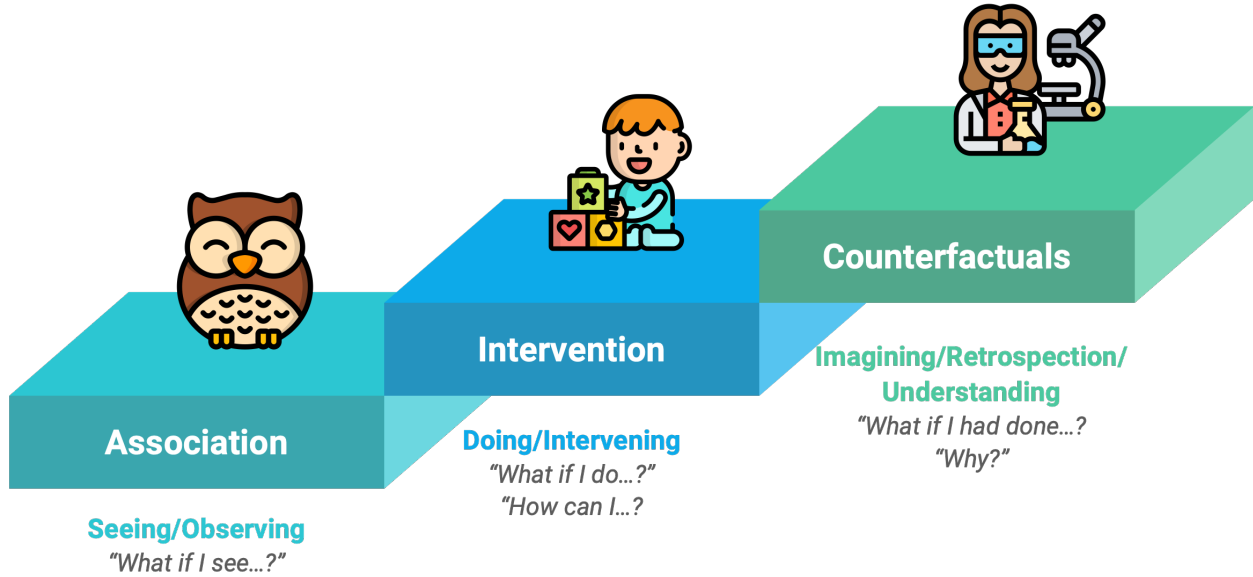 Association
Seeing/Observing
“What if I see…?”
Intervention
Doing/Intervening
“What if I do…?”
“How can I…?
Counterfactuals
Imagining/Retrospection/
Understanding
“What if I had done…?
“Why?”